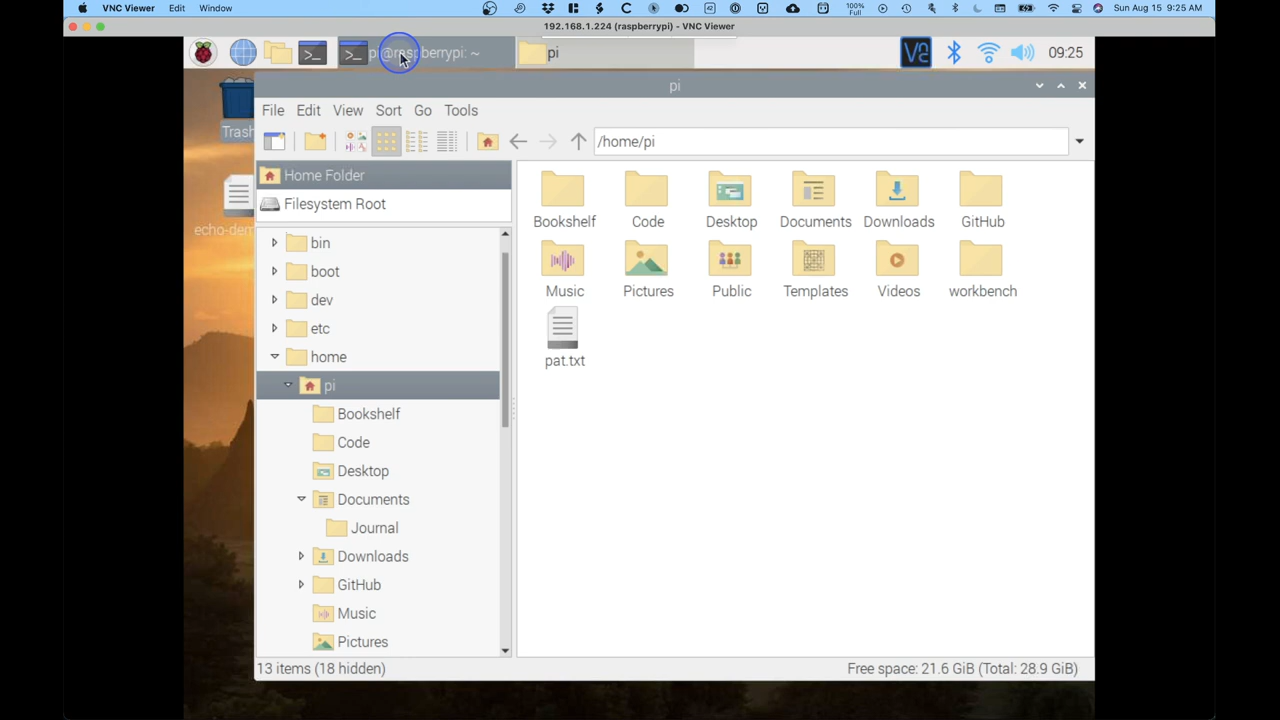 VNC Viewer Edit Window 100% Full Sun Aug 15 9:25 AM
192.168.1.224 (raspberrypi) - VNC Viewer
pi@raspberrypi: ~ pi 09:25
pi
Trash
File Edit View Sort Go Tools
/home/pi
Home Folder
Filesystem Root
bin
boot
dev
etc
home
pi
Bookshelf
Code
Desktop
Documents
Journal
Downloads
GitHub
Music
Pictures
Bookshelf Code Desktop Documents Downloads GitHub
Music Pictures Public Templates Videos workbench
pat.txt
13 items (18 hidden) Free space: 21.6 GiB (Total: 28.9 GiB)